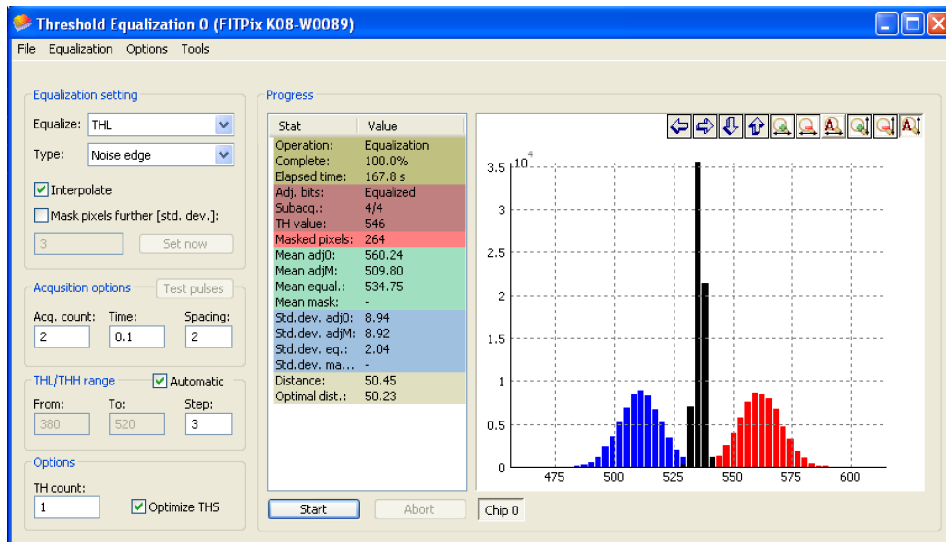 Threshold Equalization 0 (FITPix K08-W0089)
File Equalization Options Tools
Equalization setting
Equalize: THL
Type: Noise edge
Interpolate
Mask pixels further [std. dev.]:
3 Set now
Acqusition options Test pulses
Acq. count: Time: Spacing:
2 0.1 2
THL/THH range Automatic
From: To: Step:
380 520 3
Options
TH count:
1 Optimize THS
Progress
Stat Value
Operation: Equalization
Complete: 100.0%
Elapsed time: 167.8 s
Adj. bits: Equalized
Subacq.: 4/4
TH value: 546
Masked pixels: 264
Mean adj0: 560.24
Mean adjM: 509.80
Mean equal.: 534.75
Mean mask: -
Std.dev. adj0: 8.94
Std.dev. adjM: 8.92
Std.dev. eq.: 2.04
Std.dev. ma... -
Distance: 50.45
Optimal dist.: 50.23
Start Abort Chip 0
A A
3.5 10^4
3
2.5
2
1.5
1
0.5
0
475 500 525 550 575 600